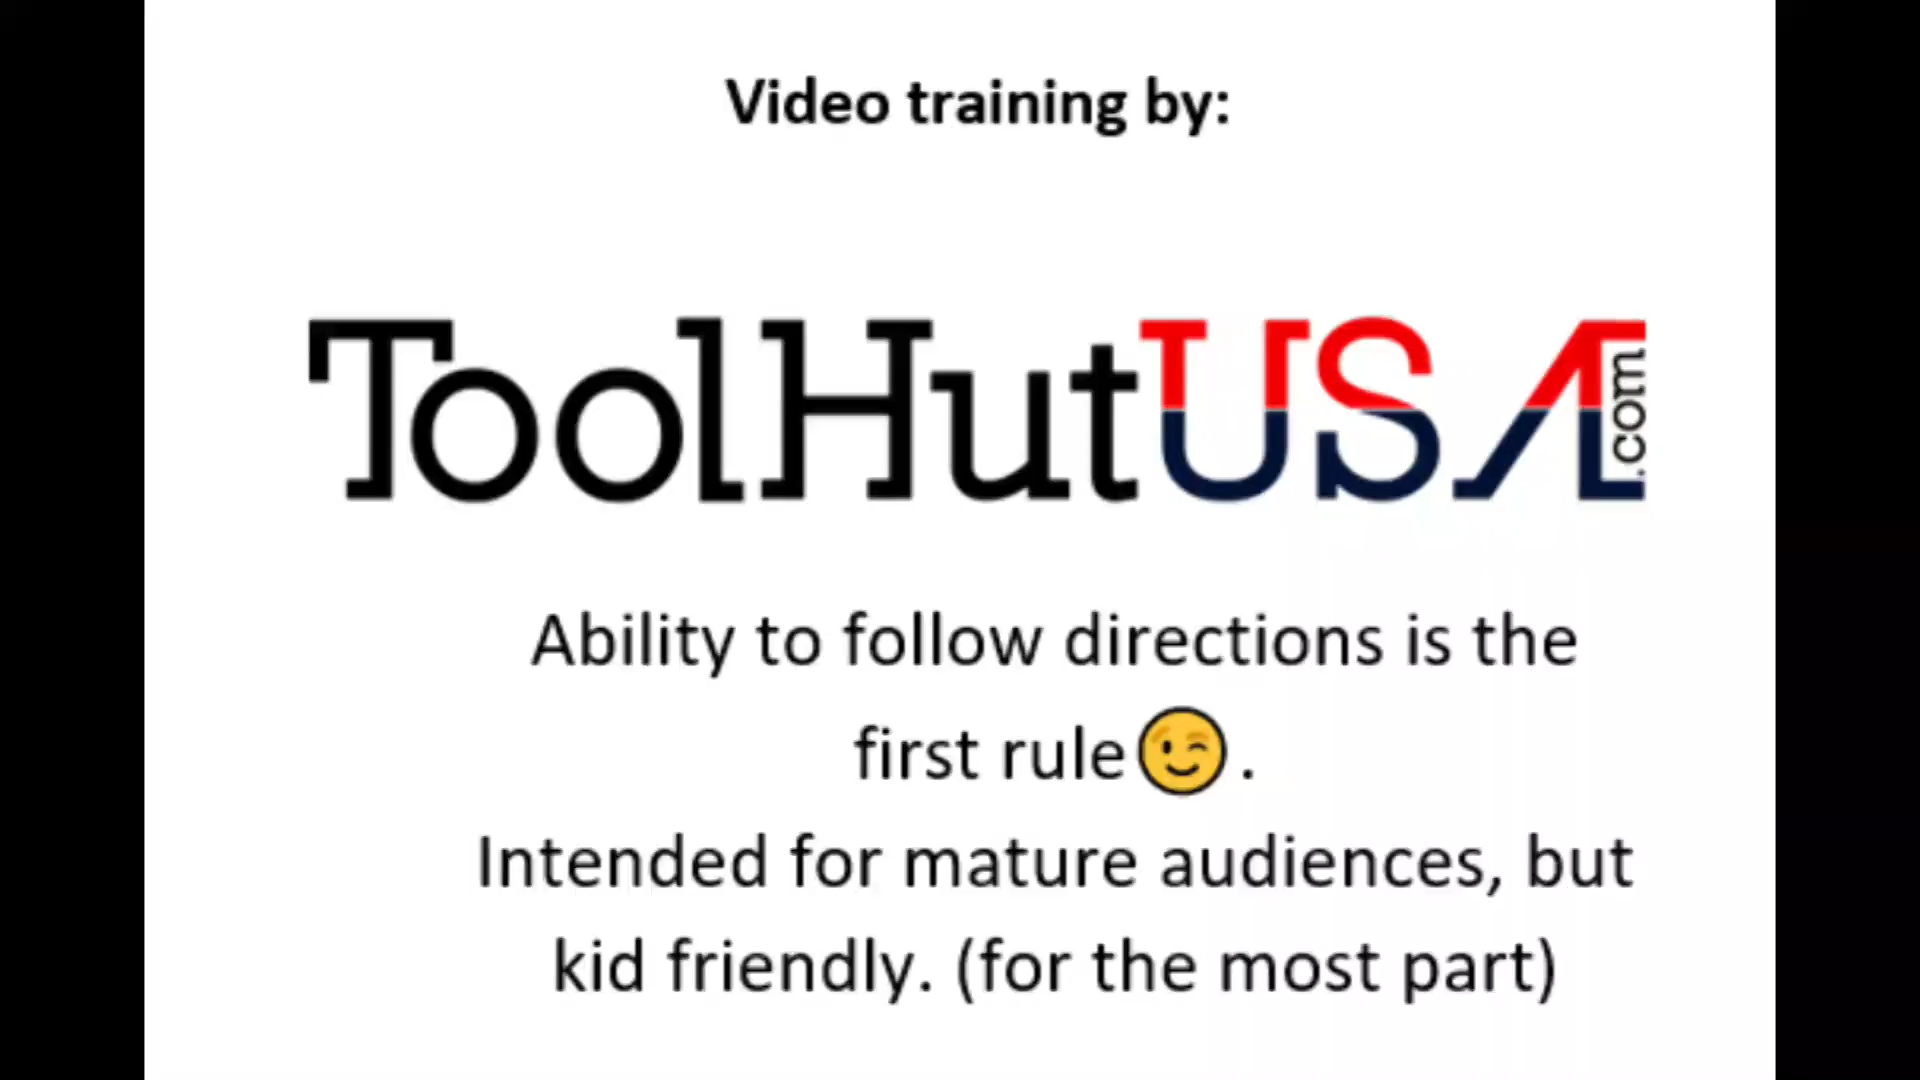 Video training by:
ToolHutUSA.com
Ability to follow directions is the
first rule😉.
Intended for mature audiences, but
kid friendly. (for the most part)